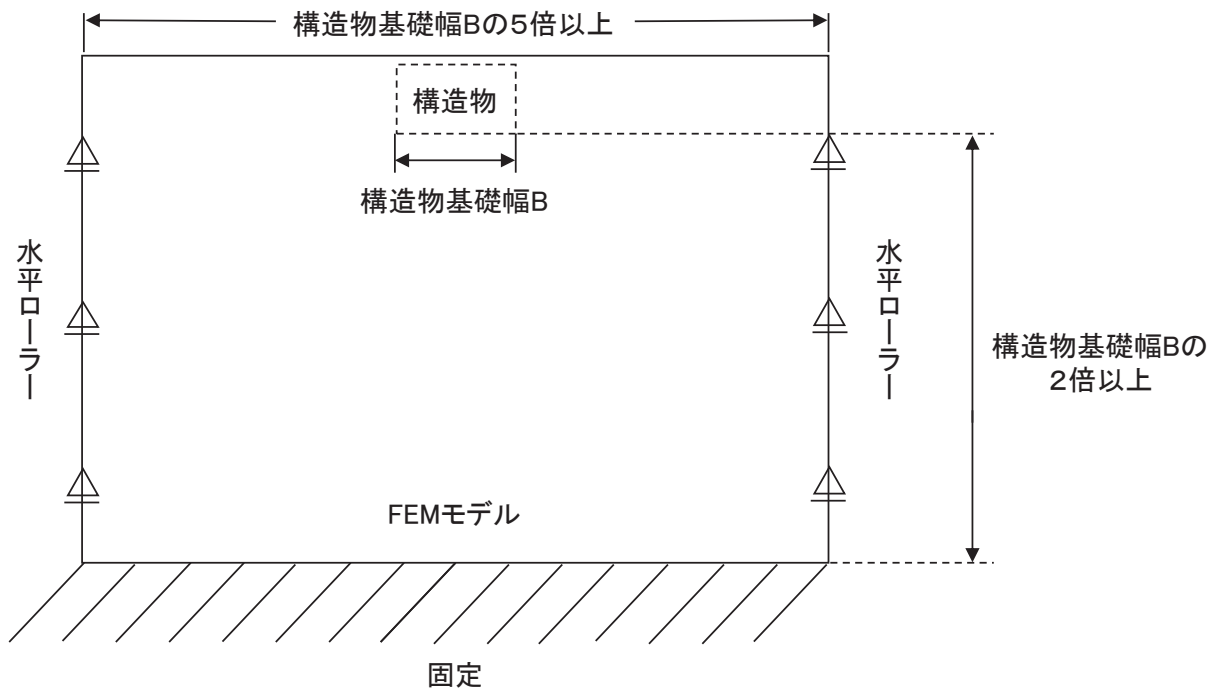 構造物基礎幅Bの5倍以上
構造物
構造物基礎幅B
水平ローラー
水平ローラー
構造物基礎幅Bの
2倍以上
FEMモデル
固定